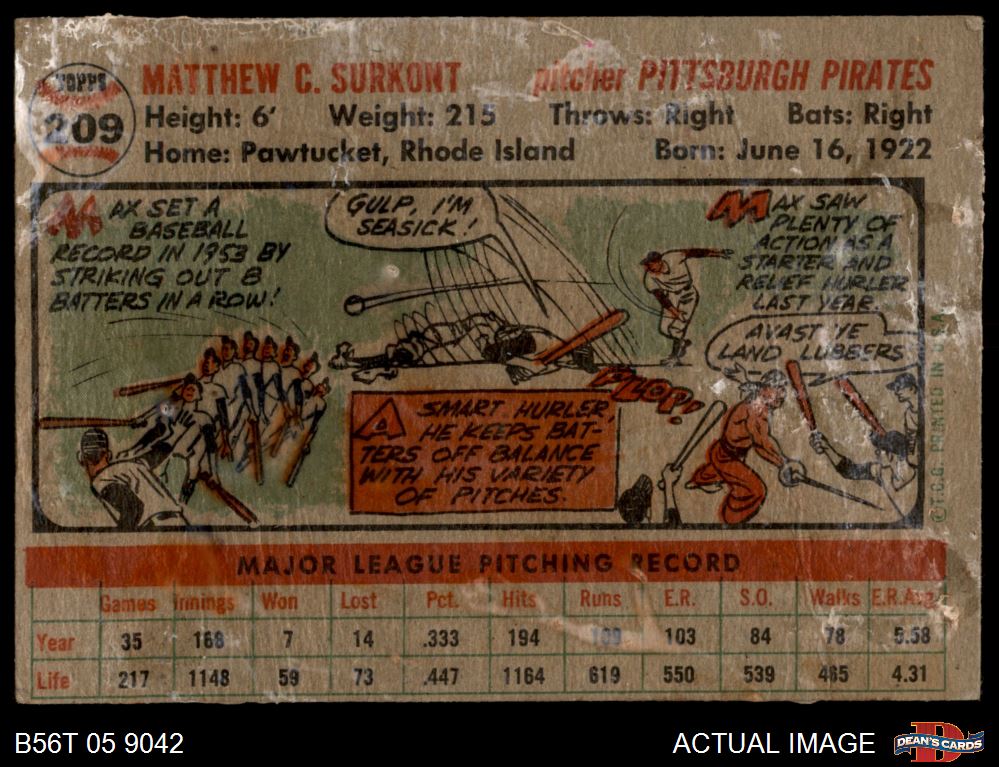 TOPPS
209
MATTHEW C. SURKONT pitcher PITTSBURGH PIRATES
Height: 6' Weight: 215 Throws: Right Bats: Right
Home: Pawtucket, Rhode Island Born: June 16, 1922
MAX SET A
BASEBALL
RECORD IN 1953 BY
STRIKING OUT 8
BATTERS IN A ROW!
GULP, I'M
SEASICK!
MAX SAW
PLENTY OF
ACTION AS A
STARTER AND
RELIEF HURLER
LAST YEAR.
AVAST YE
LAND LUBBERS
FLOP!
A SMART HURLER,
HE KEEPS BAT-
TERS OFF BALANCE
WITH HIS VARIETY
OF PITCHES.
© T.C.G. PRINTED IN U.S.A.
MAJOR LEAGUE PITCHING RECORD
Games Innings Won Lost Pct. Hits Runs E.R. S.O. Walks E.R.Avg.
Year 35 166 7 14 .333 194 109 103 84 78 5.58
Life 217 1148 59 73 .447 1164 619 550 539 465 4.31
B56T 05 9042
ACTUAL IMAGE
DEAN'S CARDS